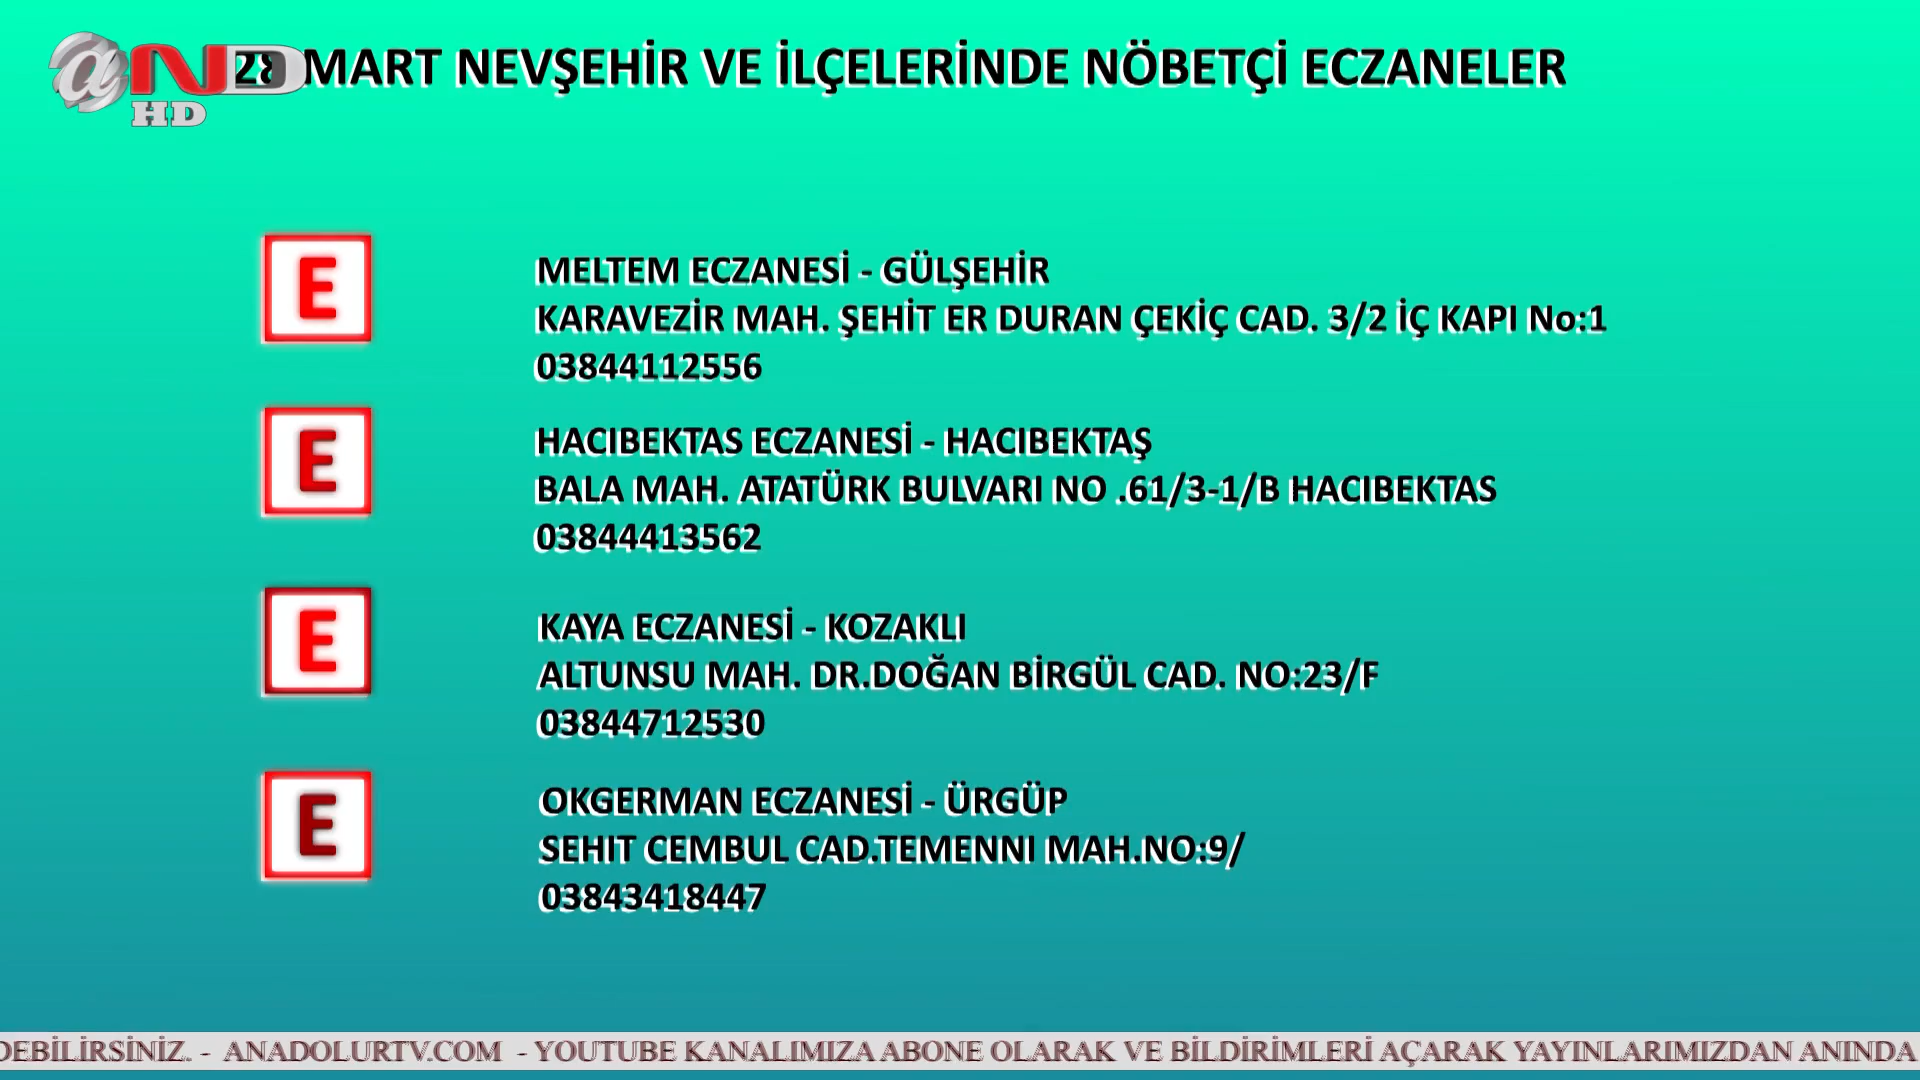 @ND HD
28 MART NEVŞEHİR VE İLÇELERİNDE NÖBETÇİ ECZANELER
E
MELTEM ECZANESİ - GÜLŞEHİR
KARAVEZİR MAH. ŞEHİT ER DURAN ÇEKİÇ CAD. 3/2 İÇ KAPI No:1
03844112556
E
HACIBEKTAS ECZANESİ - HACIBEKTAŞ
BALA MAH. ATATÜRK BULVARI NO .61/3-1/B HACIBEKTAS
03844413562
E
KAYA ECZANESİ - KOZAKLI
ALTUNSU MAH. DR.DOĞAN BİRGÜL CAD. NO:23/F
03844712530
E
OKGERMAN ECZANESİ - ÜRGÜP
SEHIT CEMBUL CAD.TEMENNI MAH.NO:9/
03843418447
DEBİLİRSİNİZ. - ANADOLURTV.COM - YOUTUBE KANALIMIZA ABONE OLARAK VE BİLDİRİMLERİ AÇARAK YAYINLARIMIZDAN ANINDA